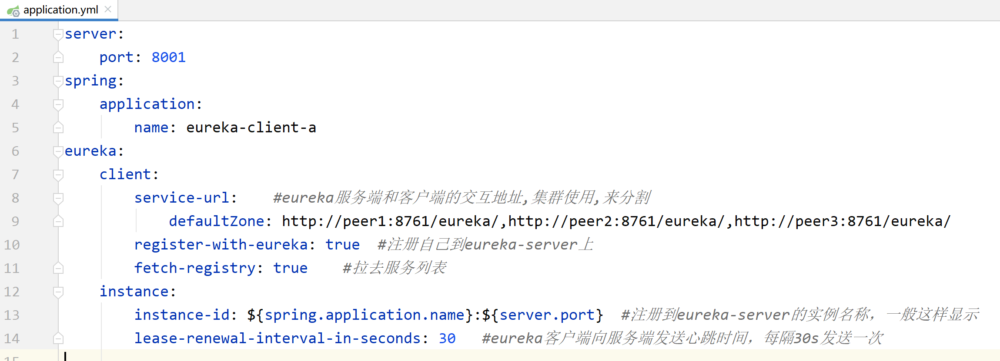 application.yml
1 server:
2 port: 8001
3 spring:
4 application:
5 name: eureka-client-a
6 eureka:
7 client:
8 service-url: #eureka服务端和客户端的交互地址,集群使用,来分割
9 defaultZone: http://peer1:8761/eureka/,http://peer2:8761/eureka/,http://peer3:8761/eureka/
10 register-with-eureka: true #注册自己到eureka-server上
11 fetch-registry: true #拉去服务列表
12 instance:
13 instance-id: ${spring.application.name}:${server.port} #注册到eureka-server的实例名称，一般这样显示
14 lease-renewal-interval-in-seconds: 30 #eureka客户端向服务端发送心跳时间，每隔30s发送一次
15